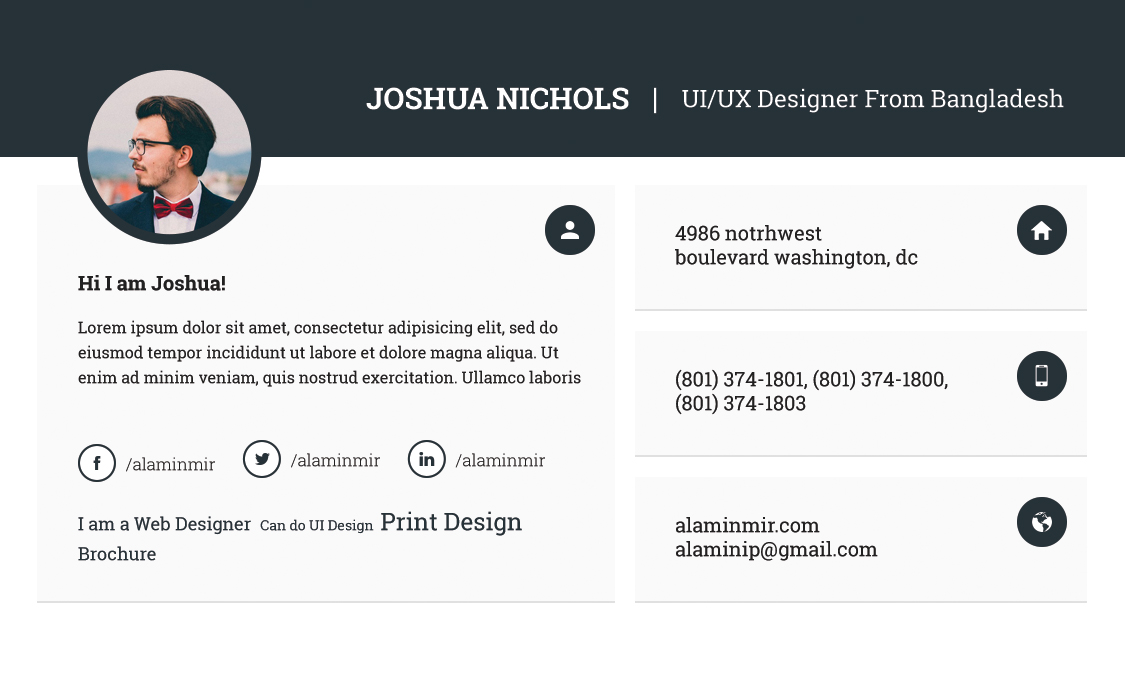 JOSHUA NICHOLS | UI/UX Designer From Bangladesh
Hi I am Joshua!
Lorem ipsum dolor sit amet, consectetur adipisicing elit, sed do
eiusmod tempor incididunt ut labore et dolore magna aliqua. Ut
enim ad minim veniam, quis nostrud exercitation. Ullamco laboris
/alaminmir /alaminmir /alaminmir
I am a Web Designer Can do UI Design Print Design
Brochure
4986 notrhwest
boulevard washington, dc
(801) 374-1801, (801) 374-1800,
(801) 374-1803
alaminmir.com
alaminip@gmail.com